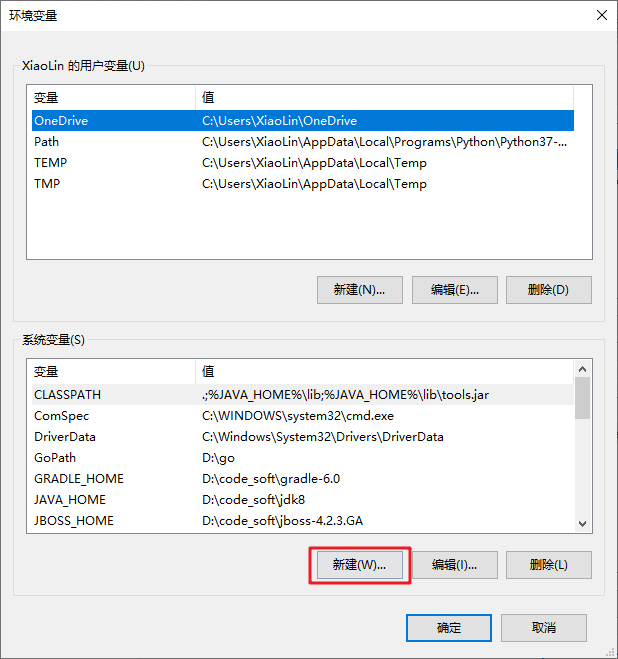 环境变量
XiaoLin 的用户变量(U)
变量 值
OneDrive C:\Users\XiaoLin\OneDrive
Path C:\Users\XiaoLin\AppData\Local\Programs\Python\Python37-...
TEMP C:\Users\XiaoLin\AppData\Local\Temp
TMP C:\Users\XiaoLin\AppData\Local\Temp
新建(N)... 编辑(E)... 删除(D)
系统变量(S)
变量 值
CLASSPATH .;%JAVA_HOME%\lib;%JAVA_HOME%\lib\tools.jar
ComSpec C:\WINDOWS\system32\cmd.exe
DriverData C:\Windows\System32\Drivers\DriverData
GoPath D:\go
GRADLE_HOME D:\code_soft\gradle-6.0
JAVA_HOME D:\code_soft\jdk8
JBOSS_HOME D:\code_soft\jboss-4.2.3.GA
新建(W)... 编辑(I)... 删除(L)
确定 取消